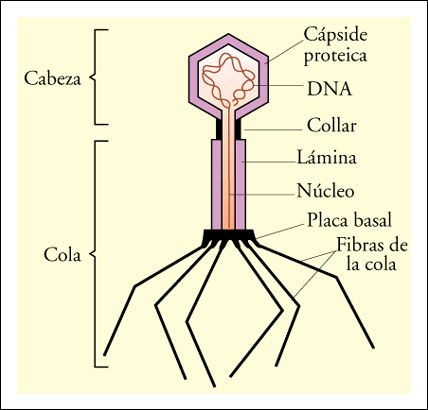 Cápside
proteica
Cabeza
DNA
Collar
Lámina
Núcleo
Placa basal
Fibras de
la cola
Cola